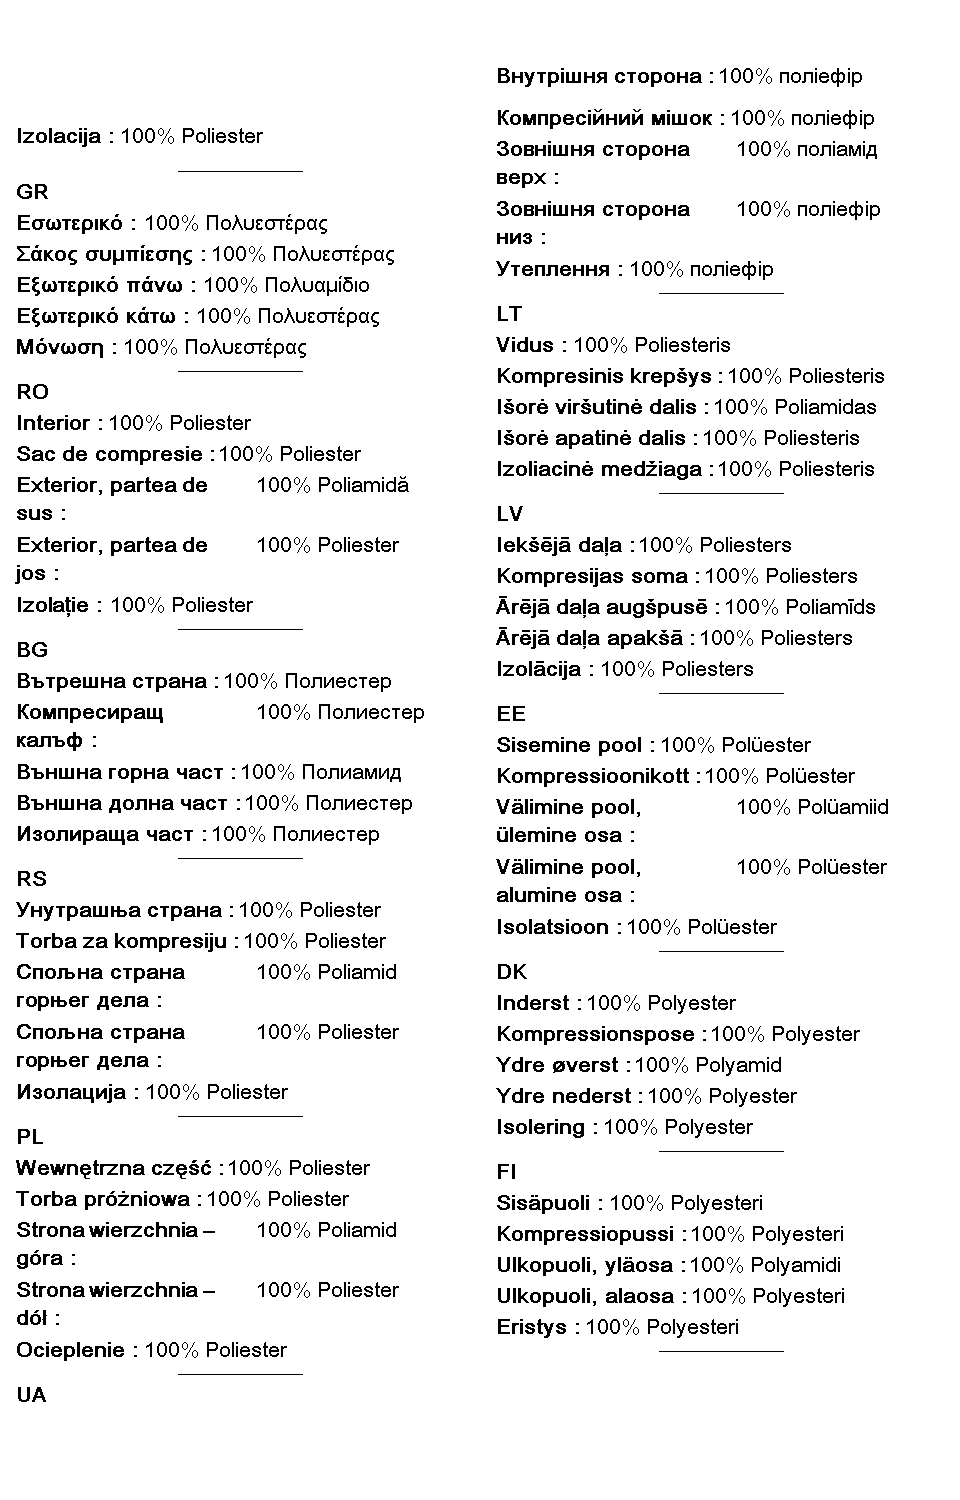 Izolacija : 100% Poliester
GR
Εσωτερικό : 100% Πολυεστέρας
Σάκος συμπίεσης : 100% Πολυεστέρας
Εξωτερικό πάνω : 100% Πολυαμίδιο
Εξωτερικό κάτω : 100% Πολυεστέρας
Μόνωση : 100% Πολυεστέρας
RO
Interior : 100% Poliester
Sac de compresie : 100% Poliester
Exterior, partea de 100% Poliamidă
sus :
Exterior, partea de 100% Poliester
jos :
Izolație : 100% Poliester
BG
Вътрешна страна : 100% Полиестер
Компресиращ 100% Полиестер
калъф :
Външна горна част : 100% Полиамид
Външна долна част : 100% Полиестер
Изолираща част : 100% Полиестер
RS
Унутрашња страна : 100% Poliester
Torba za kompresiju : 100% Poliester
Спољна страна 100% Poliamid
горњег дела :
Спољна страна 100% Poliester
горњег дела :
Изолација : 100% Poliester
PL
Wewnętrzna część : 100% Poliester
Torba próżniowa : 100% Poliester
Strona wierzchnia – 100% Poliamid
góra :
Strona wierzchnia – 100% Poliester
dół :
Ocieplenie : 100% Poliester
UA
Внутрішня сторона : 100% поліефір
Компресійний мішок : 100% поліефір
Зовнішня сторона 100% поліамід
верх :
Зовнішня сторона 100% поліефір
низ :
Утеплення : 100% поліефір
LT
Vidus : 100% Poliesteris
Kompresinis krepšys : 100% Poliesteris
Išorė viršutinė dalis : 100% Poliamidas
Išorė apatinė dalis : 100% Poliesteris
Izoliacinė medžiaga : 100% Poliesteris
LV
Iekšējā daļa : 100% Poliesters
Kompresijas soma : 100% Poliesters
Ārējā daļa augšpusē : 100% Poliamīds
Ārējā daļa apakšā : 100% Poliesters
Izolācija : 100% Poliesters
EE
Sisemine pool : 100% Polüester
Kompressioonikott : 100% Polüester
Välimine pool, 100% Polüamiid
ülemine osa :
Välimine pool, 100% Polüester
alumine osa :
Isolatsioon : 100% Polüester
DK
Inderst : 100% Polyester
Kompressionspose : 100% Polyester
Ydre øverst : 100% Polyamid
Ydre nederst : 100% Polyester
Isolering : 100% Polyester
FI
Sisäpuoli : 100% Polyesteri
Kompressiopussi : 100% Polyesteri
Ulkopuoli, yläosa : 100% Polyamidi
Ulkopuoli, alaosa : 100% Polyesteri
Eristys : 100% Polyesteri